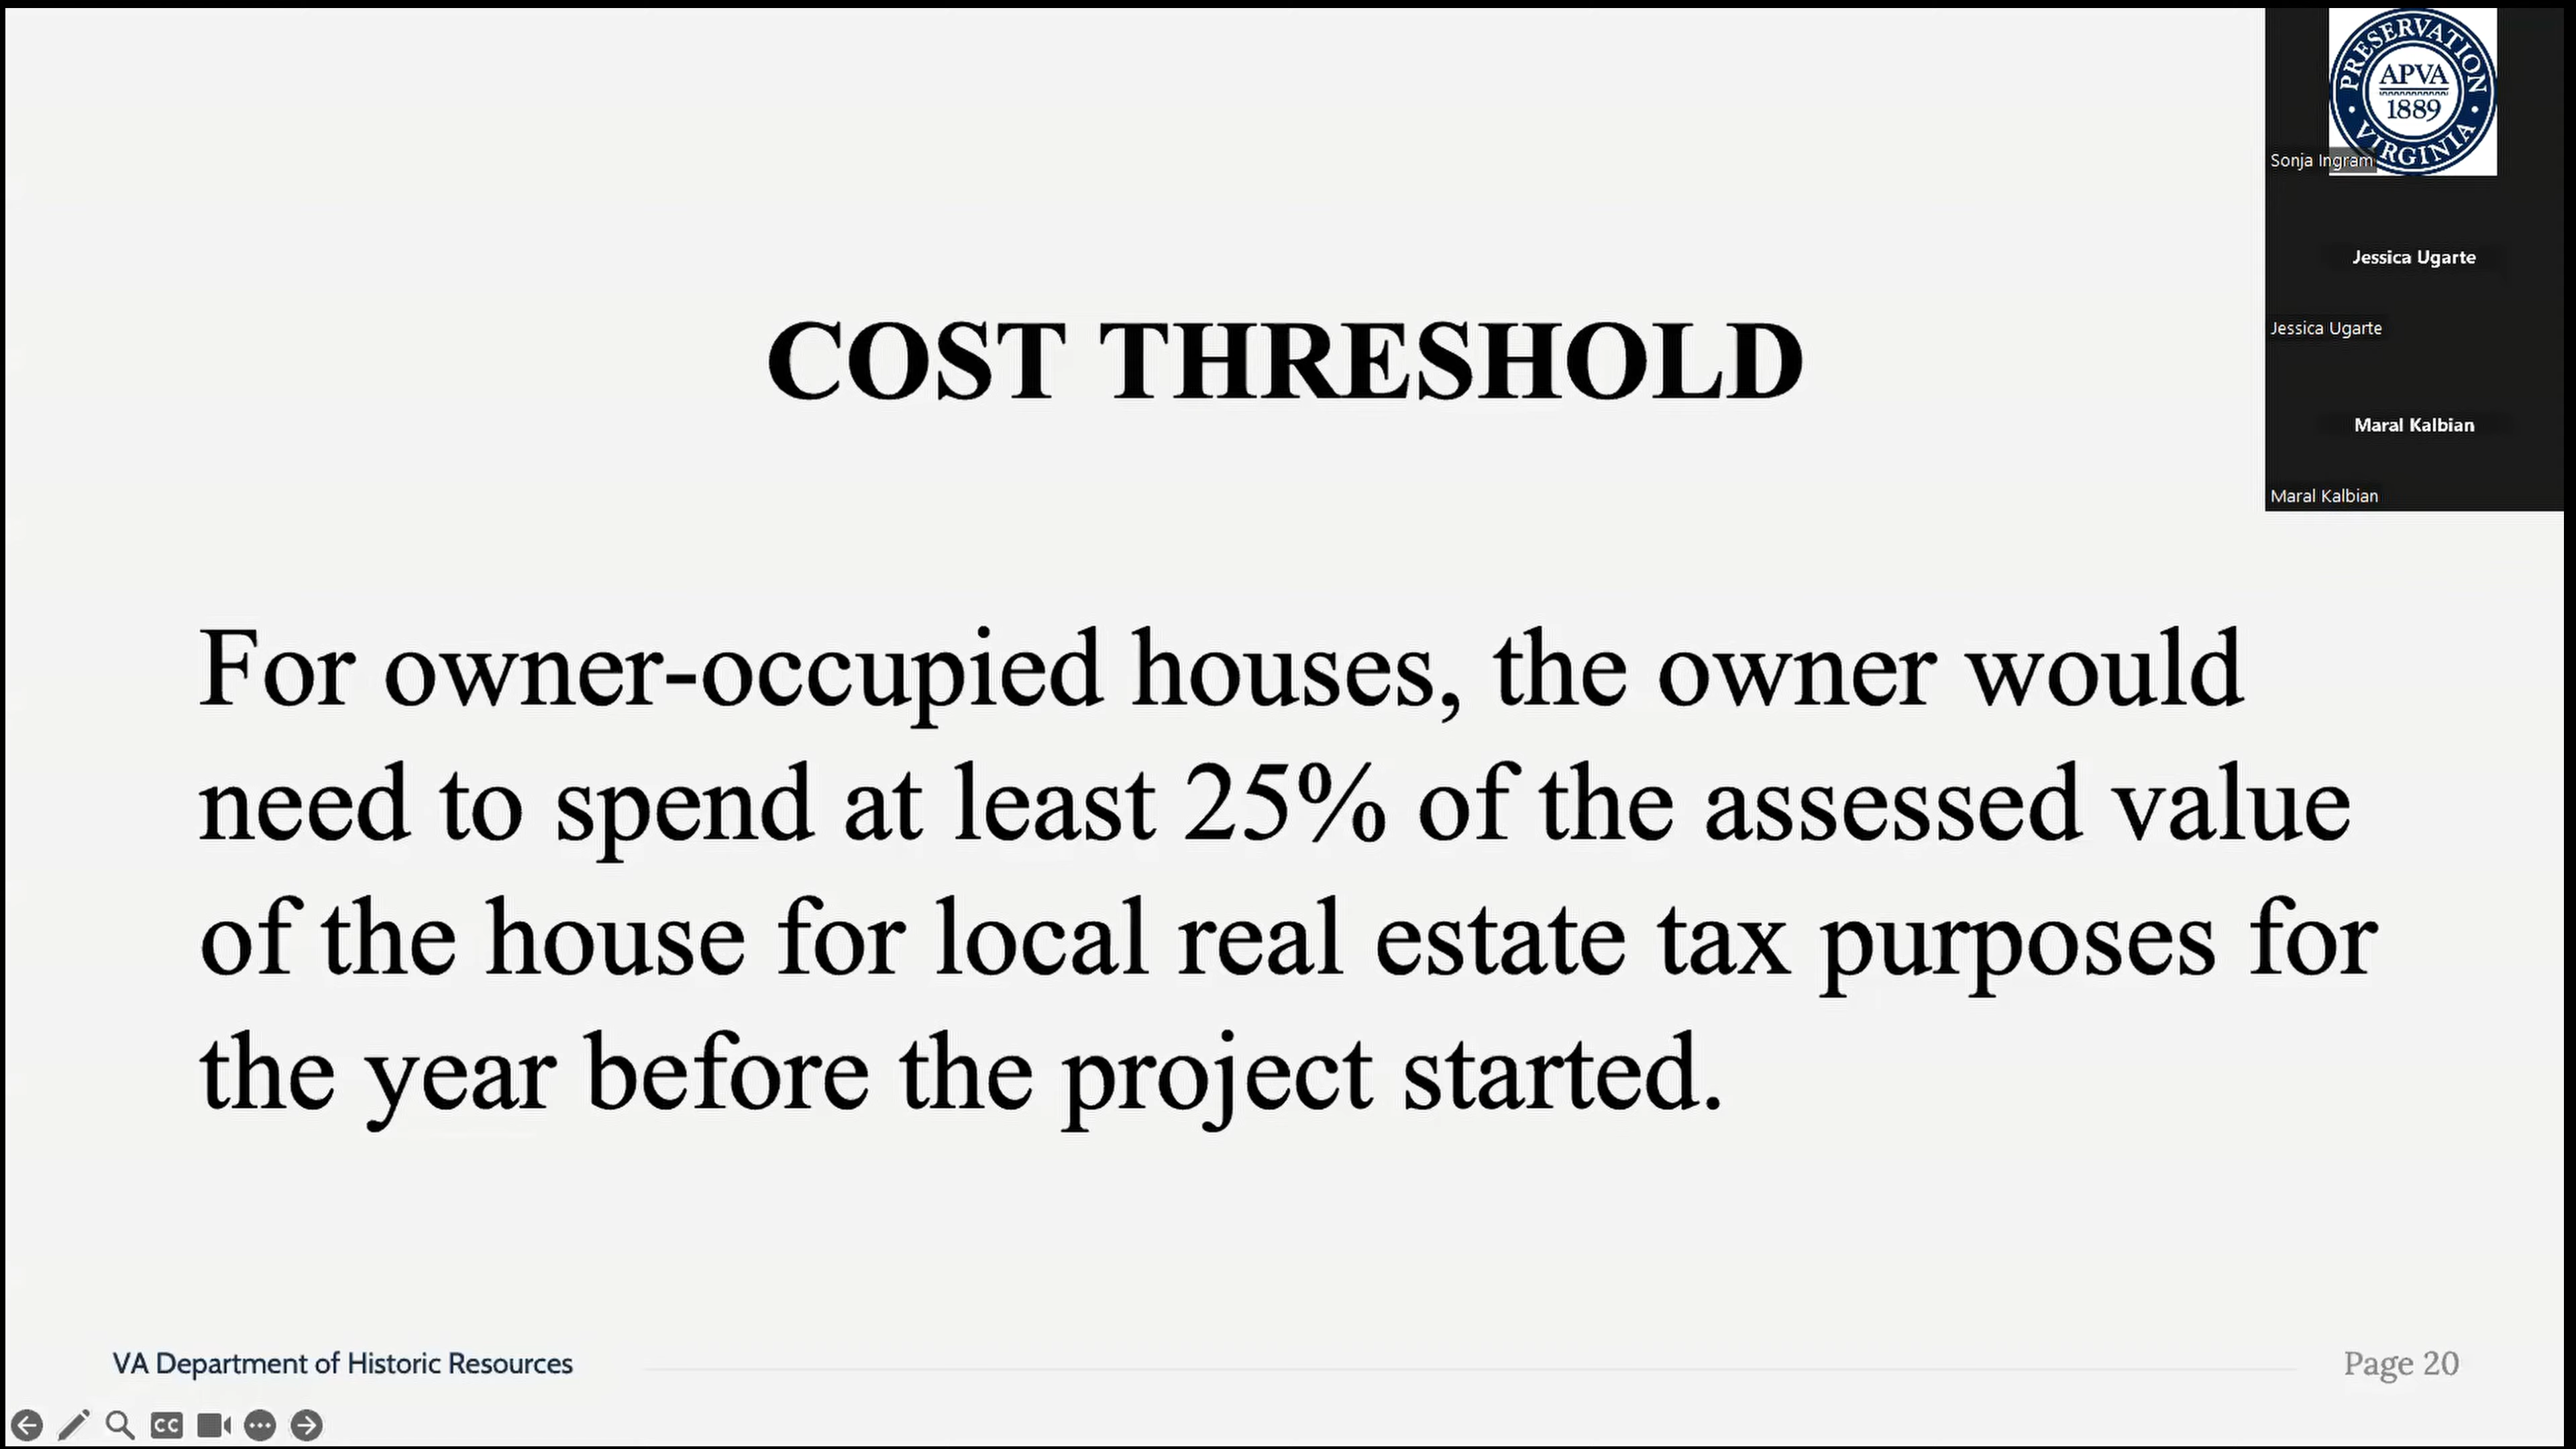 PRESERVATION
APVA
1889
VIRGINIA
Sonja Ingram
Jessica Ugarte
Jessica Ugarte
Maral Kalbian
Maral Kalbian
COST THRESHOLD
For owner-occupied houses, the owner would
need to spend at least 25% of the assessed value
of the house for local real estate tax purposes for
the year before the project started.
VA Department of Historic Resources
Page 20
CC